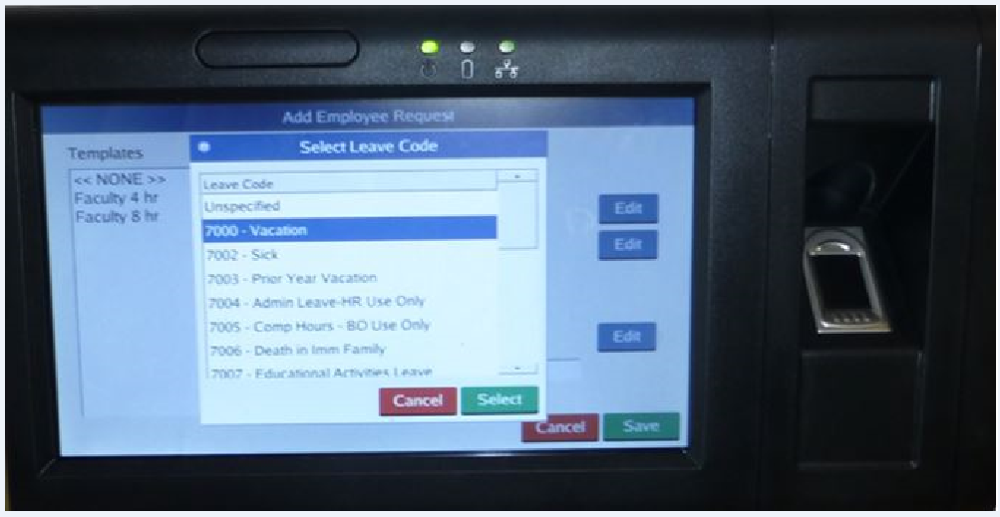 Add Employee Request
Templates
<< NONE >>
Faculty 4 hr
Faculty 8 hr
Select Leave Code
Leave Code
Unspecified
7000 - Vacation
7002 - Sick
7003 - Prior Year Vacation
7004 - Admin Leave-HR Use Only
7005 - Comp Hours - BO Use Only
7006 - Death in Imm Family
7007 - Educational Activities Leave
Cancel Select
Edit
Edit
Edit
Cancel Save